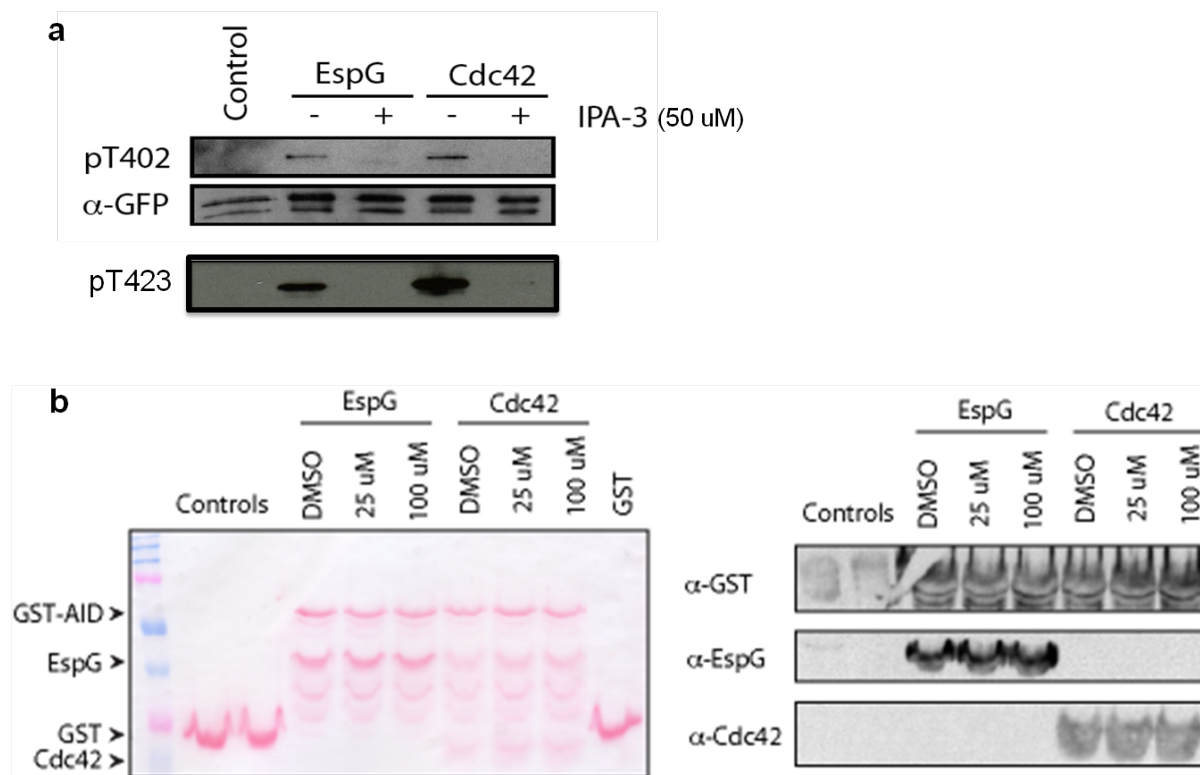 a
Control
EspG
Cdc42
- + - + IPA-3 (50 uM)
pT402
α-GFP
pT423
b
EspG Cdc42
Controls DMSO 25 uM 100 uM DMSO 25 uM 100 uM GST
GST-AID
EspG
GST
Cdc42
EspG Cdc42
Controls DMSO 25 uM 100 uM DMSO 25 uM 100 uM
α-GST
α-EspG
α-Cdc42